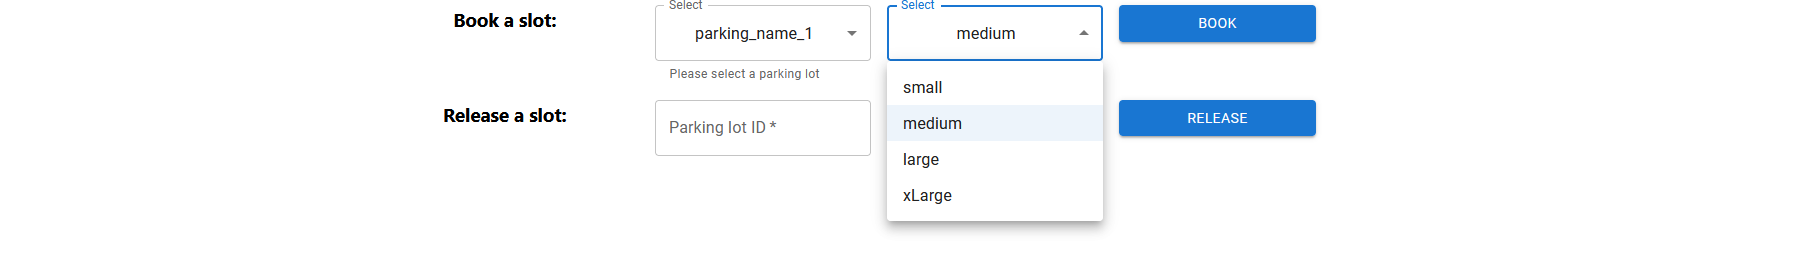 Select
Select
Book a slot:
parking_name_1
medium
BOOK
Please select a parking lot
small
medium
large
xLarge
Release a slot:
Parking lot ID *
RELEASE